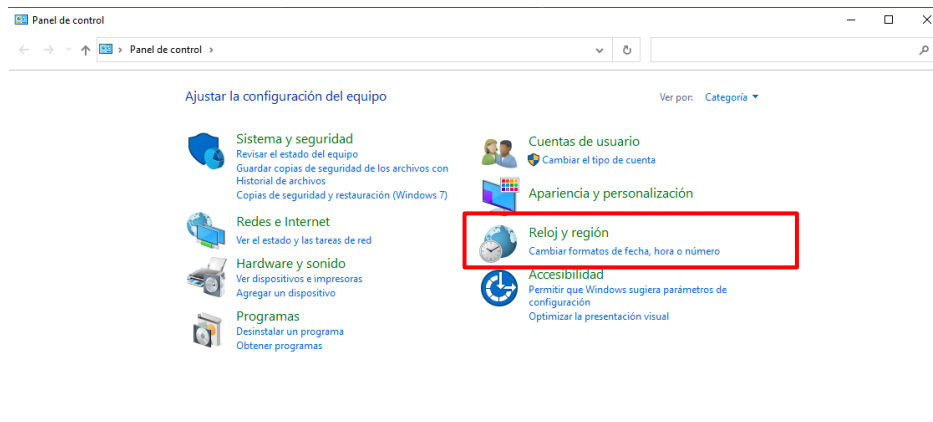 Panel de control
Panel de control
Ajustar la configuración del equipo
Ver por: Categoría
Sistema y seguridad
Revisar el estado del equipo
Guardar copias de seguridad de los archivos con
Historial de archivos
Copias de seguridad y restauración (Windows 7)
Redes e Internet
Ver el estado y las tareas de red
Hardware y sonido
Ver dispositivos e impresoras
Agregar un dispositivo
Programas
Desinstalar un programa
Obtener programas
Cuentas de usuario
Cambiar el tipo de cuenta
Apariencia y personalización
Reloj y región
Cambiar formatos de fecha, hora o número
Accesibilidad
Permitir que Windows sugiera parámetros de
configuración
Optimizar la presentación visual